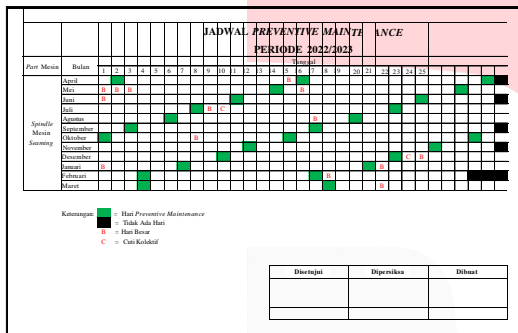 JADWAL PREVENTIVE MAINTENANCE
PERIODE 2022/2023
Part Mesin Bulan Tanggal
1 2 3 4 5 6 7 8 9 10 11 12 13 14 15 16 17 18 19 20 21 22 23 24 25
Spindle Mesin Seaming
April B
Mei B B B B
Juni B
Juli B C
Agustus B
September
Oktober B
November
Desember C B
Januari B B
Februari B
Maret B B
Keterangan: = Hari Preventive Maintenance
= Tidak Ada Hari
B = Hari Besar
C = Cuti Kolektif
Disetujui Diperiksa Dibuat